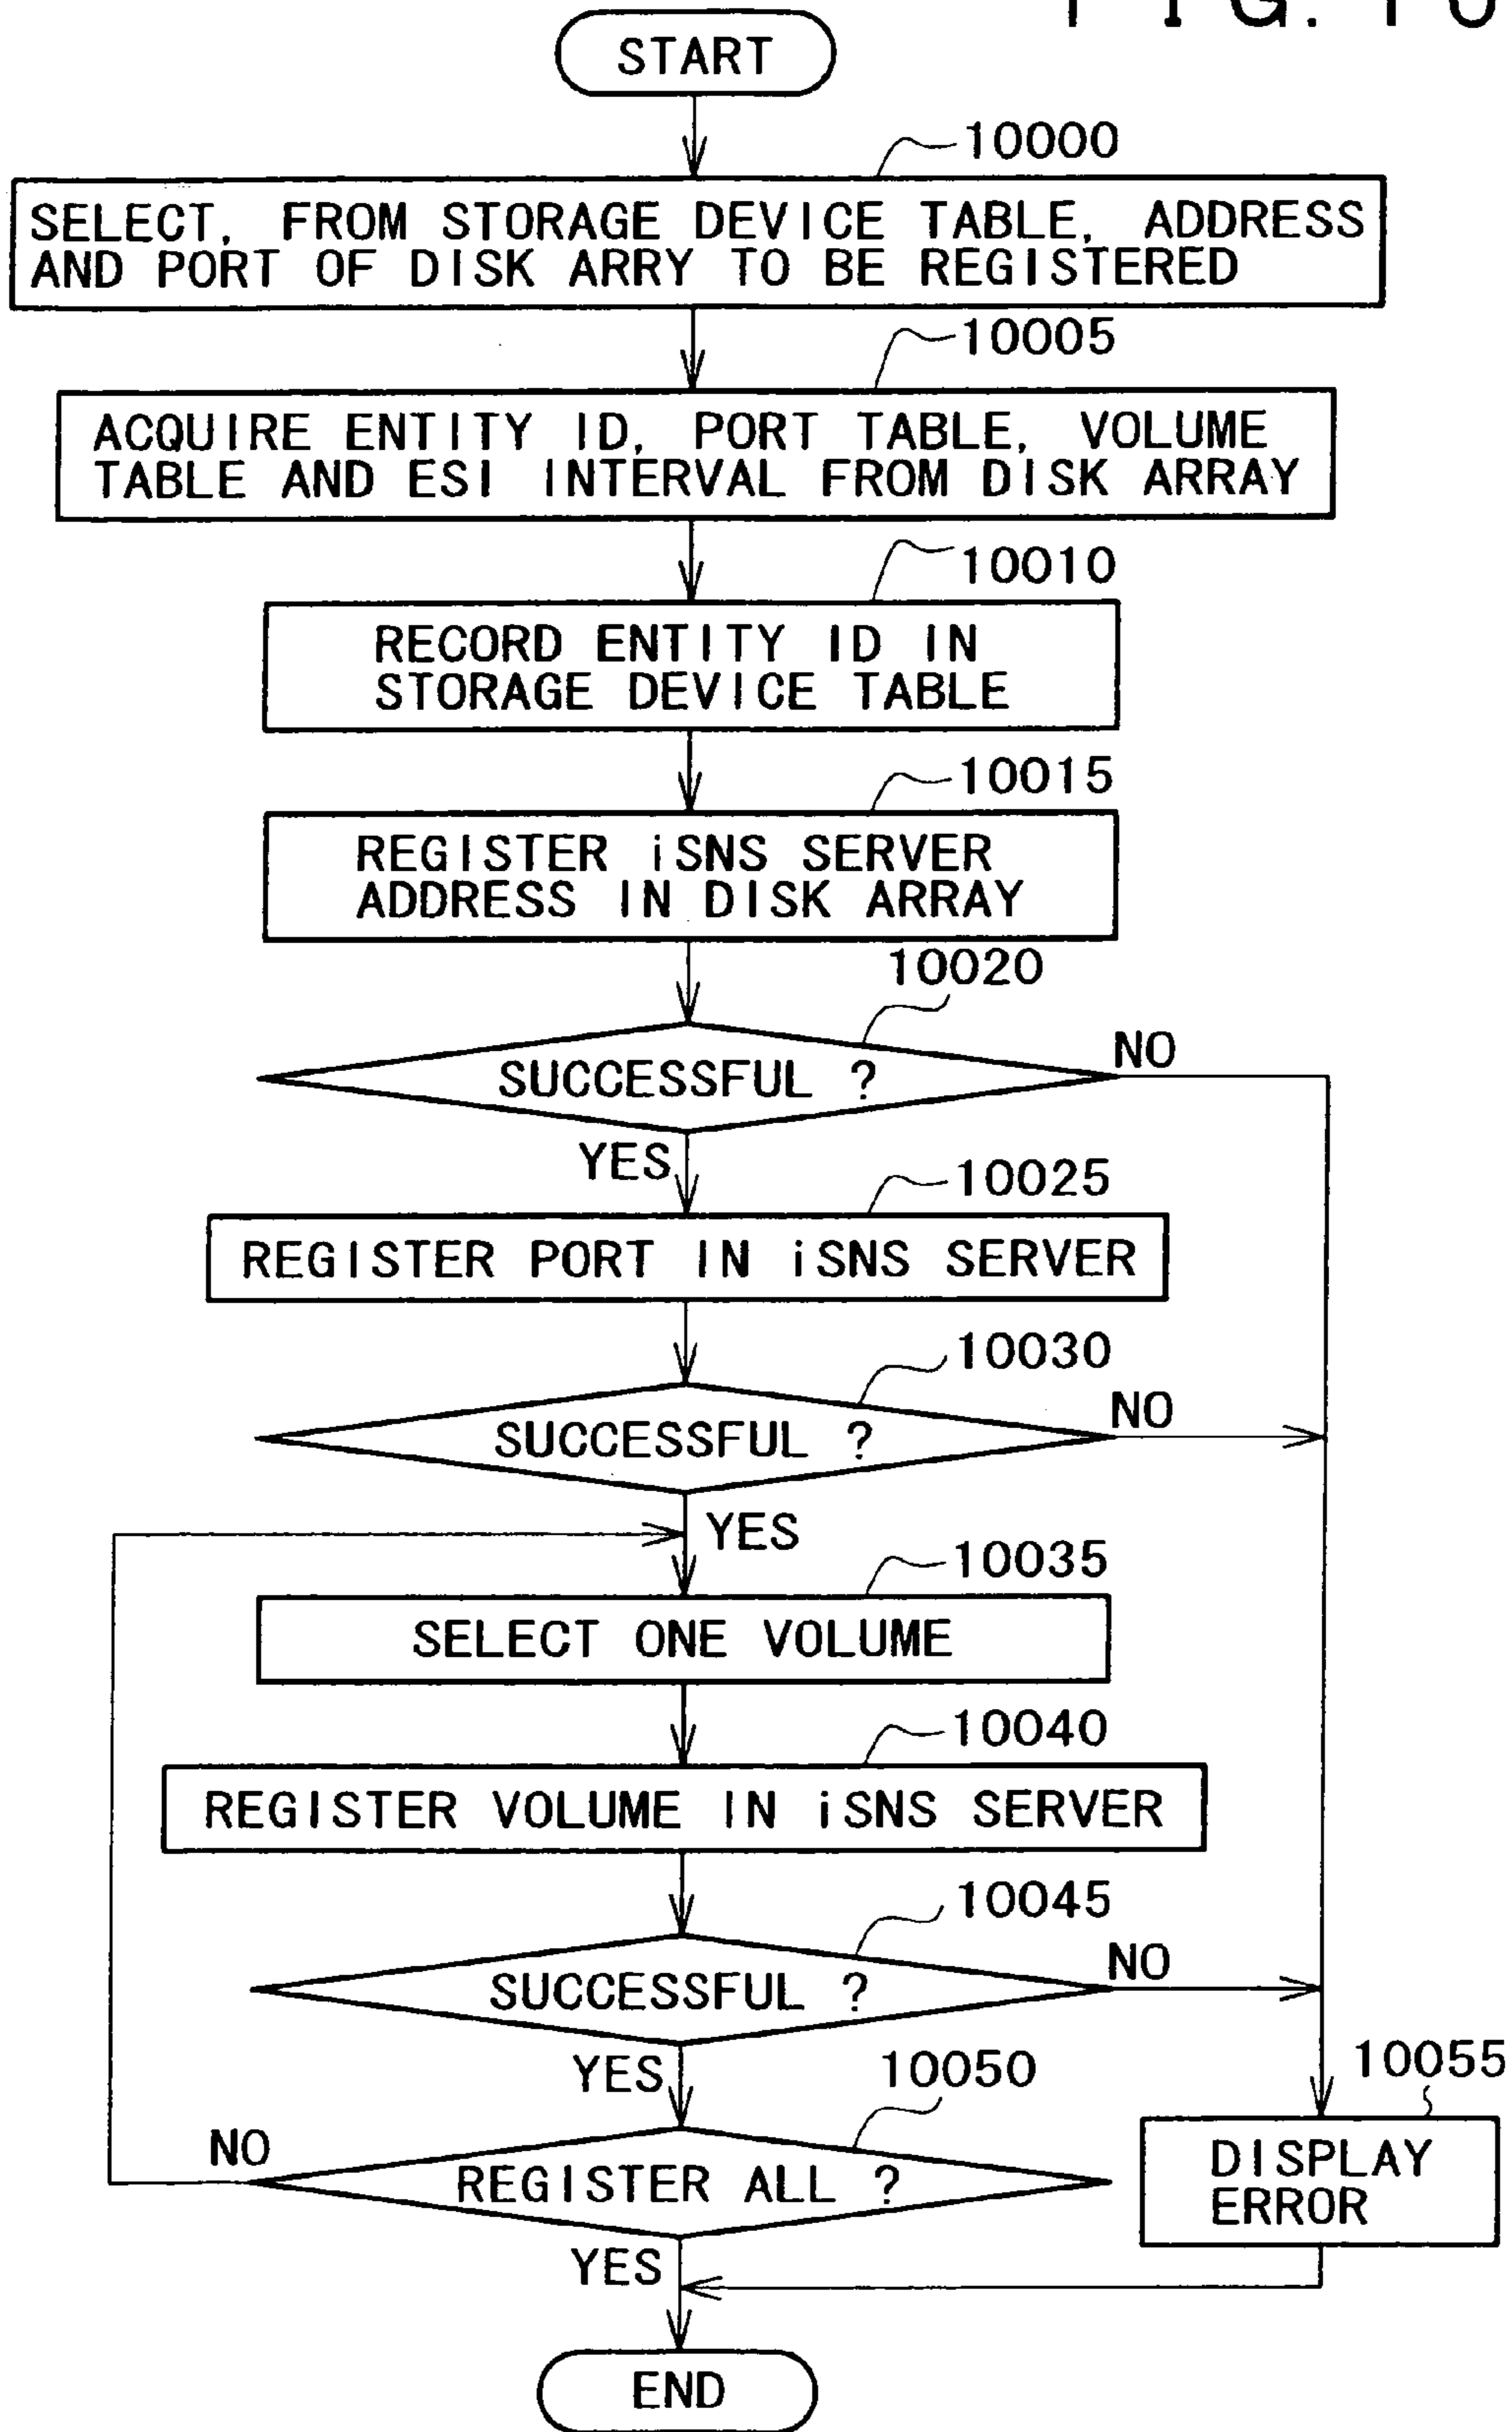 FIG. 10
START
10000
SELECT, FROM STORAGE DEVICE TABLE, ADDRESS
AND PORT OF DISK ARRY TO BE REGISTERED
10005
ACQUIRE ENTITY ID, PORT TABLE, VOLUME
TABLE AND ESI INTERVAL FROM DISK ARRAY
10010
RECORD ENTITY ID IN
STORAGE DEVICE TABLE
10015
REGISTER iSNS SERVER
ADDRESS IN DISK ARRAY
10020
SUCCESSFUL ?
NO
YES
10025
REGISTER PORT IN iSNS SERVER
10030
SUCCESSFUL ?
NO
YES
10035
SELECT ONE VOLUME
10040
REGISTER VOLUME IN iSNS SERVER
10045
SUCCESSFUL ?
NO
YES
10050
REGISTER ALL ?
NO
YES
10055
DISPLAY
ERROR
END